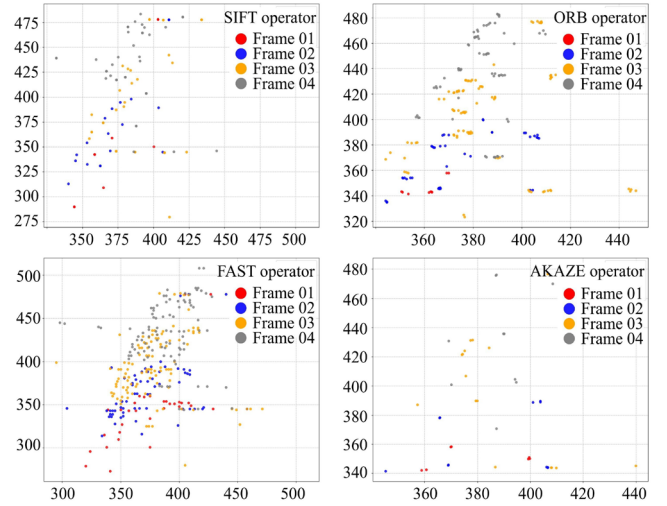 SIFT operator
Frame 01
Frame 02
Frame 03
Frame 04
475
450
425
400
375
350
325
300
275
350 375 400 425 450 475 500
ORB operator
Frame 01
Frame 02
Frame 03
Frame 04
480
460
440
420
400
380
360
340
320
360 380 400 420 440
FAST operator
Frame 01
Frame 02
Frame 03
Frame 04
500
450
400
350
300
300 350 400 450 500
AKAZE operator
Frame 01
Frame 02
Frame 03
Frame 04
480
460
440
420
400
380
360
340
360 380 400 420 440